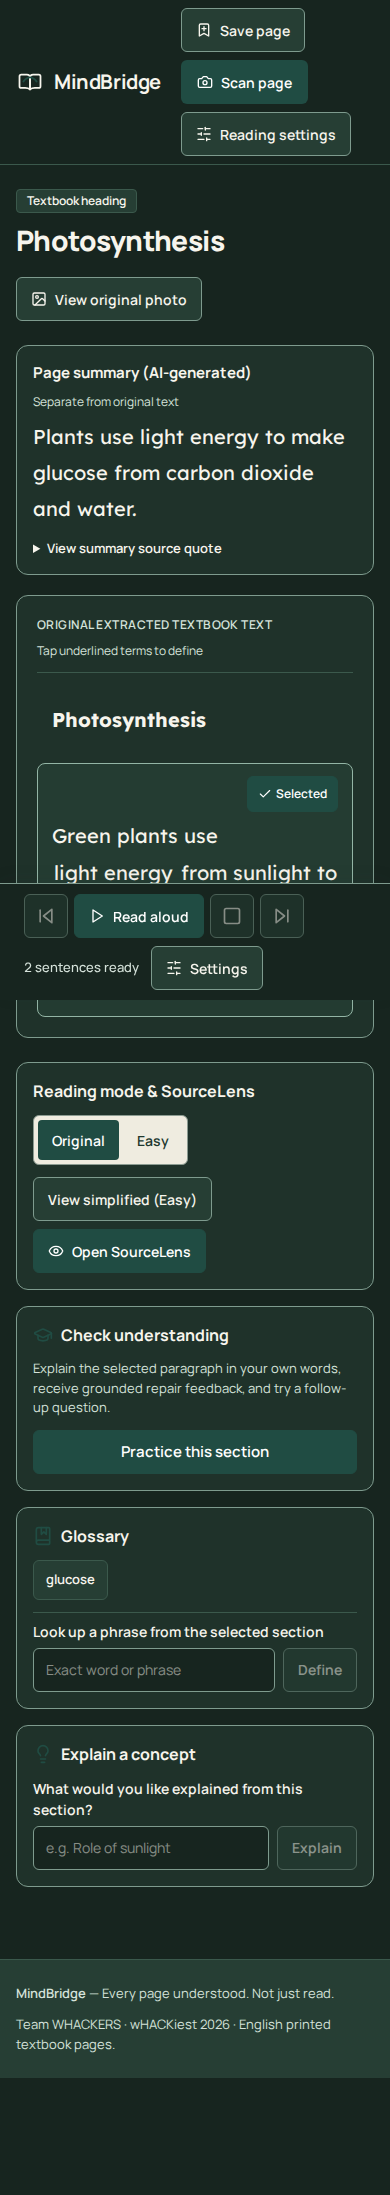 Save page
MindBridge
Scan page
Reading settings
Textbook heading
Photosynthesis
View original photo
Page summary (AI-generated)
Separate from original text
Plants use light energy to make
glucose from carbon dioxide
and water.
View summary source quote
ORIGINAL EXTRACTED TEXTBOOK TEXT
Tap underlined terms to define
Photosynthesis
Selected
Green plants use
light energy from sunlight to
Read aloud
2 sentences ready
Settings
Reading mode & SourceLens
Original Easy
View simplified (Easy)
Open SourceLens
Check understanding
Explain the selected paragraph in your own words,
receive grounded repair feedback, and try a follow-
up question.
Practice this section
Glossary
glucose
Look up a phrase from the selected section
Exact word or phrase Define
Explain a concept
What would you like explained from this
section?
e.g. Role of sunlight Explain
MindBridge — Every page understood. Not just read.
Team WHACKERS · wHACKiest 2026 · English printed
textbook pages.